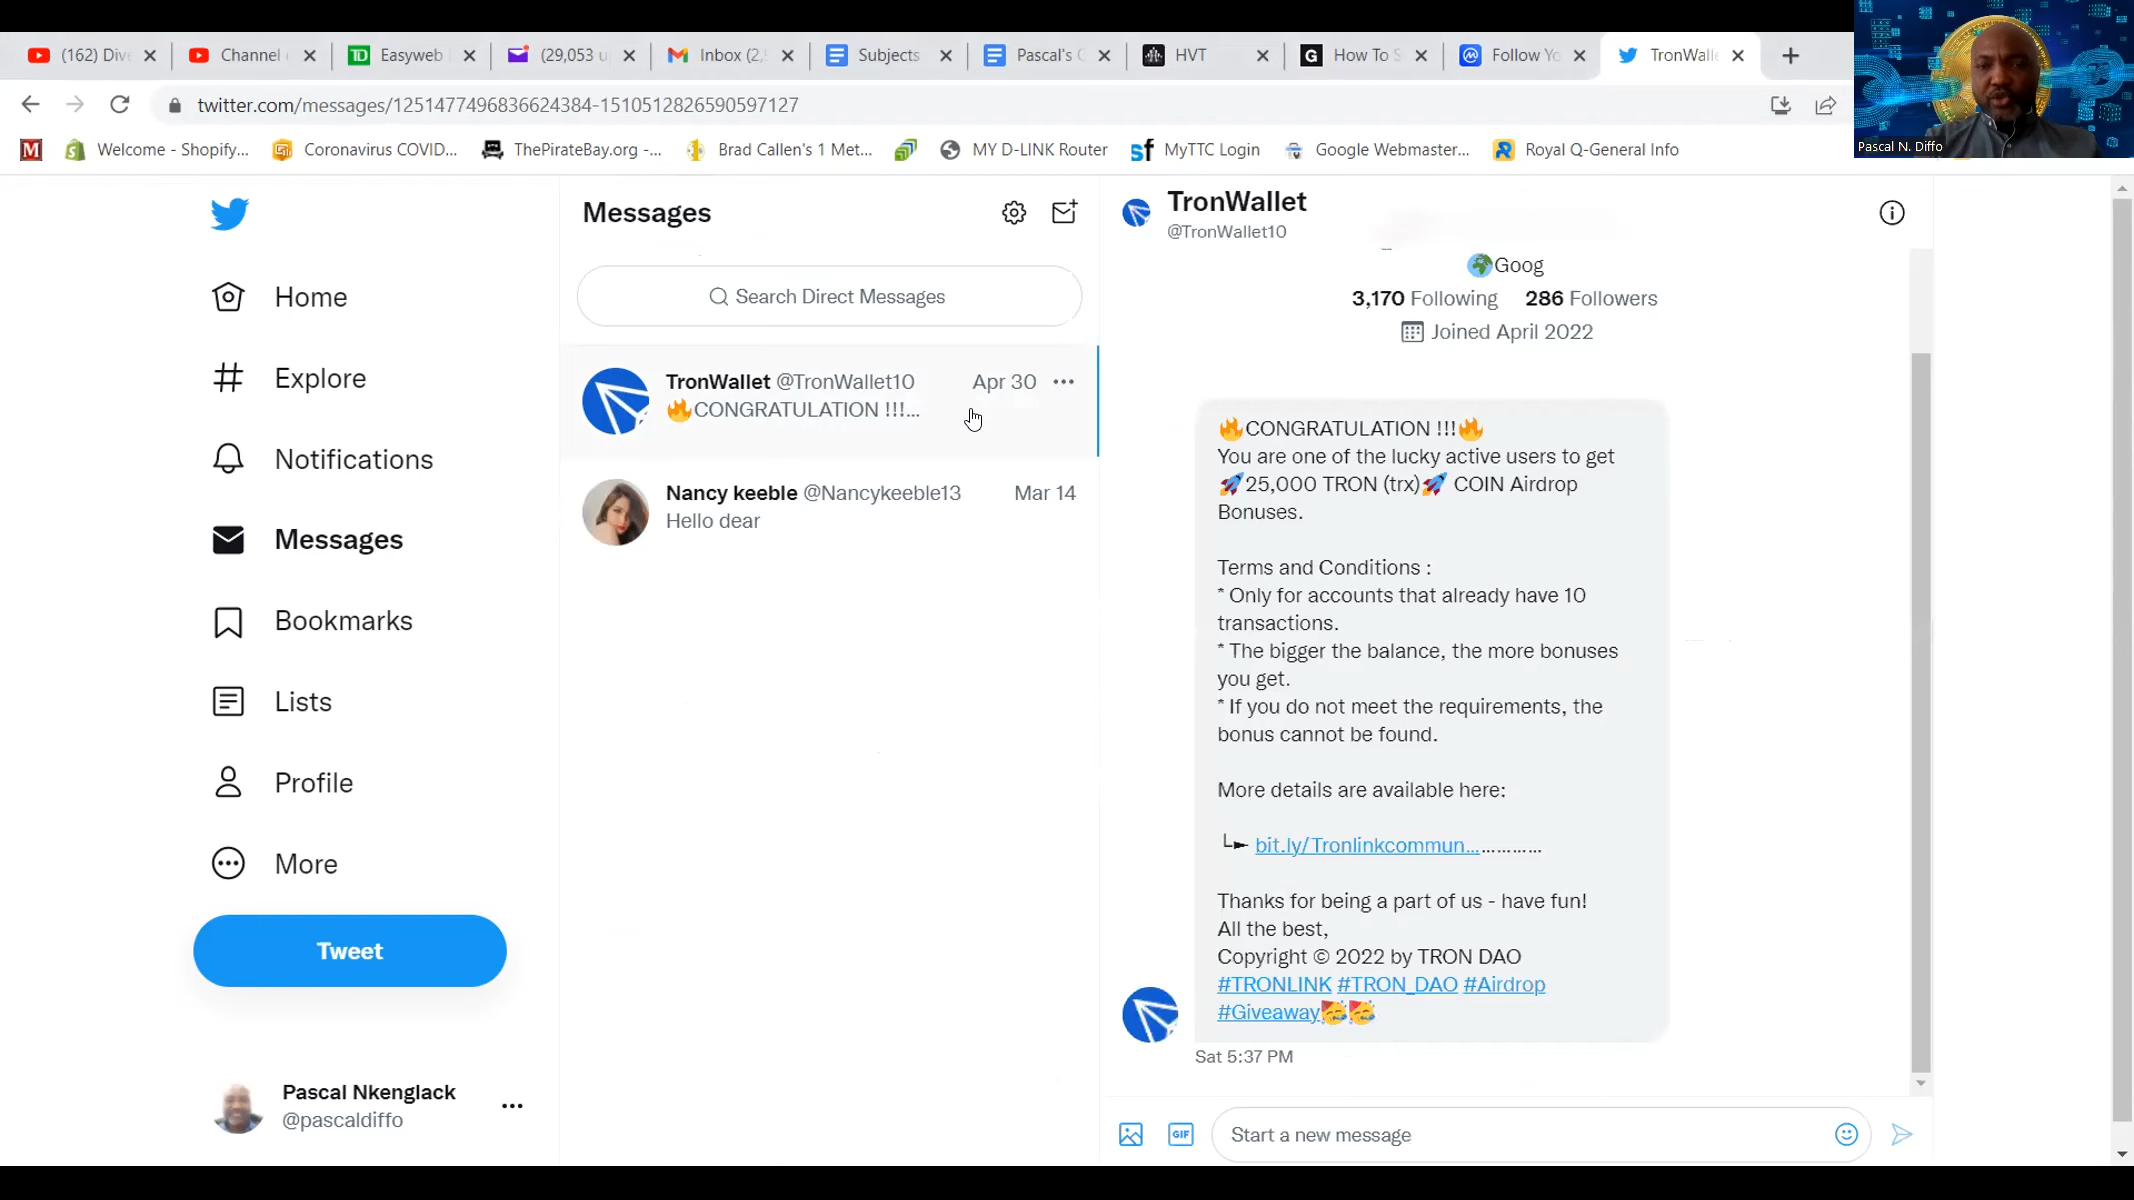 (162) Div
Channel
Easyweb
(29,053 u
Inbox (2,
Subjects
Pascal's C
HVT
G
How To S
Follow Yo
TronWalle
twitter.com/messages/1251477496836624384-1510512826590597127
Pascal N. Diffo
M
Welcome - Shopify...
Coronavirus COVID...
ThePirateBay.org -...
Brad Callen's 1 Met...
MY D-LINK Router
sf MyTTC Login
Google Webmaster...
Royal Q-General Info
Home
Explore
Notifications
Messages
Bookmarks
Lists
Profile
More
Tweet
Pascal Nkenglack
@pascaldiffo
Messages
Search Direct Messages
TronWallet @TronWallet10 Apr 30
🔥CONGRATULATION !!!...
Nancy keeble @Nancykeeble13 Mar 14
Hello dear
TronWallet
@TronWallet10
🌍Goog
3,170 Following 286 Followers
Joined April 2022
🔥CONGRATULATION !!!🔥
You are one of the lucky active users to get
🚀25,000 TRON (trx)🚀 COIN Airdrop
Bonuses.
Terms and Conditions :
* Only for accounts that already have 10
transactions.
* The bigger the balance, the more bonuses
you get.
* If you do not meet the requirements, the
bonus cannot be found.
More details are available here:
└► bit.ly/Tronlinkcommun...............
Thanks for being a part of us - have fun!
All the best,
Copyright © 2022 by TRON DAO
#TRONLINK #TRON_DAO #Airdrop
#Giveaway🥳🥳
Sat 5:37 PM
GIF
Start a new message